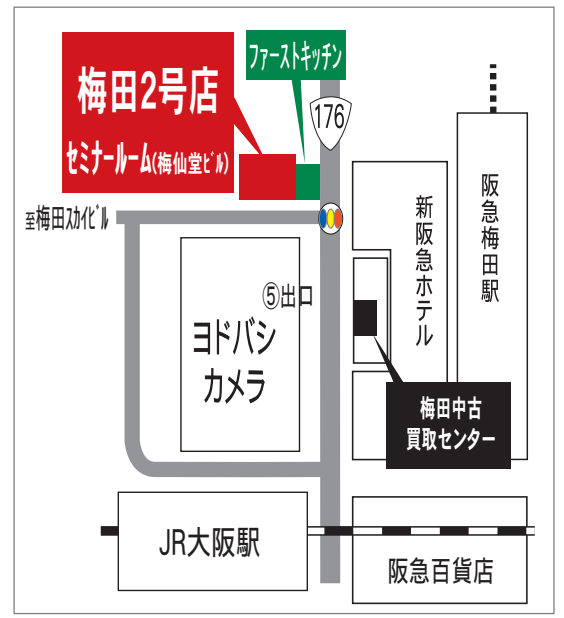 ファーストキッチン
梅田2号店
セミナールーム(梅仙堂ビル)
176
至梅田スカイビル
⑤出口
ヨドバシ
カメラ
新阪急ホテル
阪急梅田駅
梅田中古
買取センター
JR大阪駅
阪急百貨店